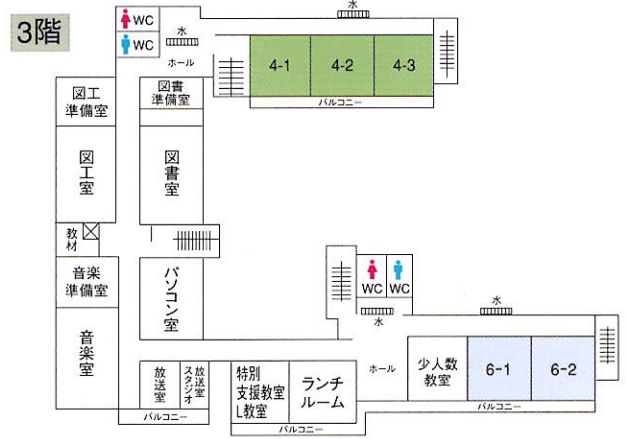 3階
WC
WC
水
ホール
水
4-1
4-2
4-3
バルコニー
図工
準備室
図書
準備室
図工室
図書室
教材
音楽
準備室
パソコン室
音楽室
WC
WC
水
水
放送室
放送室
スタジオ
特別
支援教室
L教室
ランチ
ルーム
ホール
少人数
教室
6-1
6-2
バルコニー
バルコニー
バルコニー